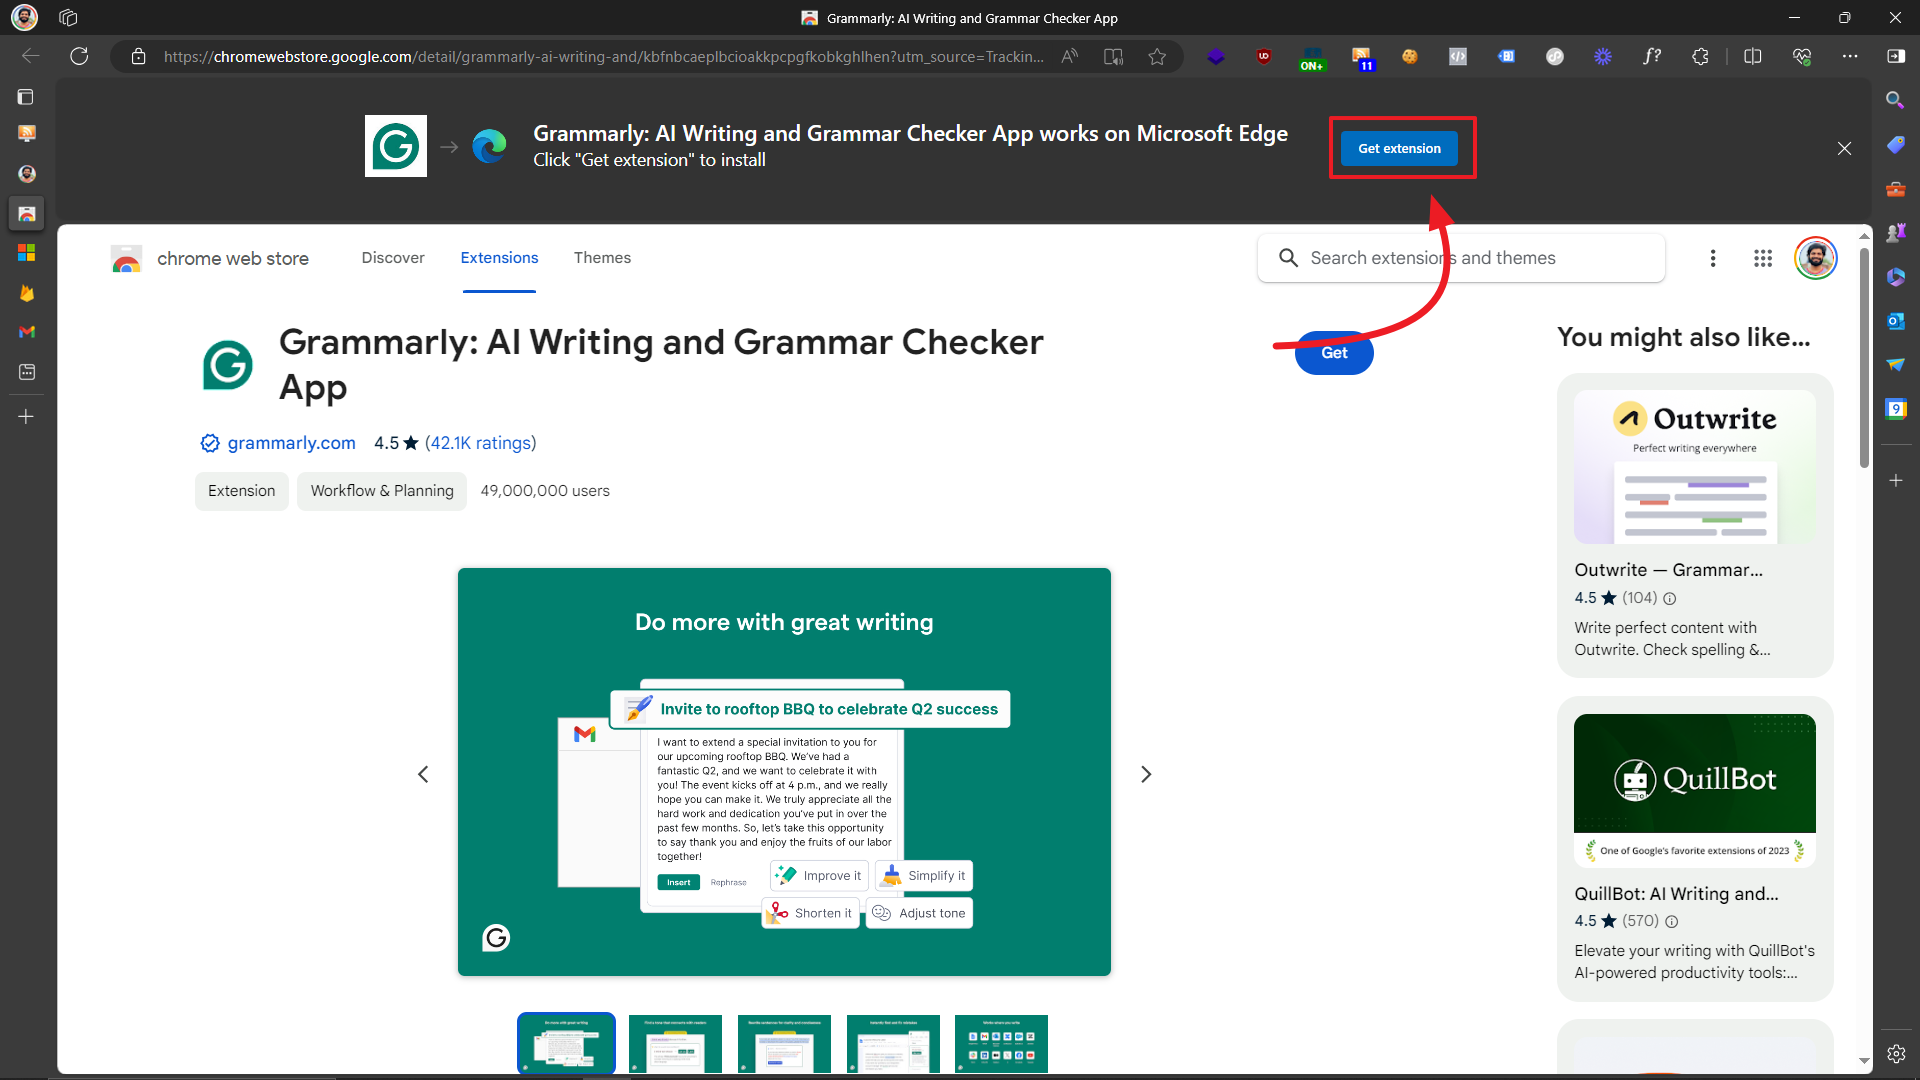 Grammarly: AI Writing and Grammar Checker App
https://chromewebstore.google.com/detail/grammarly-ai-writing-and/kbfnbcaeplbcioakkpcpgfkobkghlhen?utm_source=Trackin...
ON+
11
f?
Grammarly: AI Writing and Grammar Checker App works on Microsoft Edge
Click "Get extension" to install
Get extension
chrome web store
Discover
Extensions
Themes
Search extensions and themes
Grammarly: AI Writing and Grammar Checker
App
Get
grammarly.com
4.5 ★ (42.1K ratings)
Extension
Workflow & Planning
49,000,000 users
Do more with great writing
Invite to rooftop BBQ to celebrate Q2 success
I want to extend a special invitation to you for
our upcoming rooftop BBQ. We've had a
fantastic Q2, and we want to celebrate it with
you! The event kicks off at 4 p.m., and we really
hope you can make it. We truly appreciate all the
hard work and dedication you've put in over the
past few months. So, let's take this opportunity
to say thank you and enjoy the fruits of our labor
together!
Insert
Rephrase
Improve it
Simplify it
Shorten it
Adjust tone
Do more with great writing
You might also like...
Outwrite
Perfect writing everywhere
Outwrite — Grammar...
4.5 ★ (104)
Write perfect content with
Outwrite. Check spelling &...
QuillBot
One of Google's favorite extensions of 2023
QuillBot: AI Writing and...
4.5 ★ (570)
Elevate your writing with QuillBot's
AI-powered productivity tools:...
9